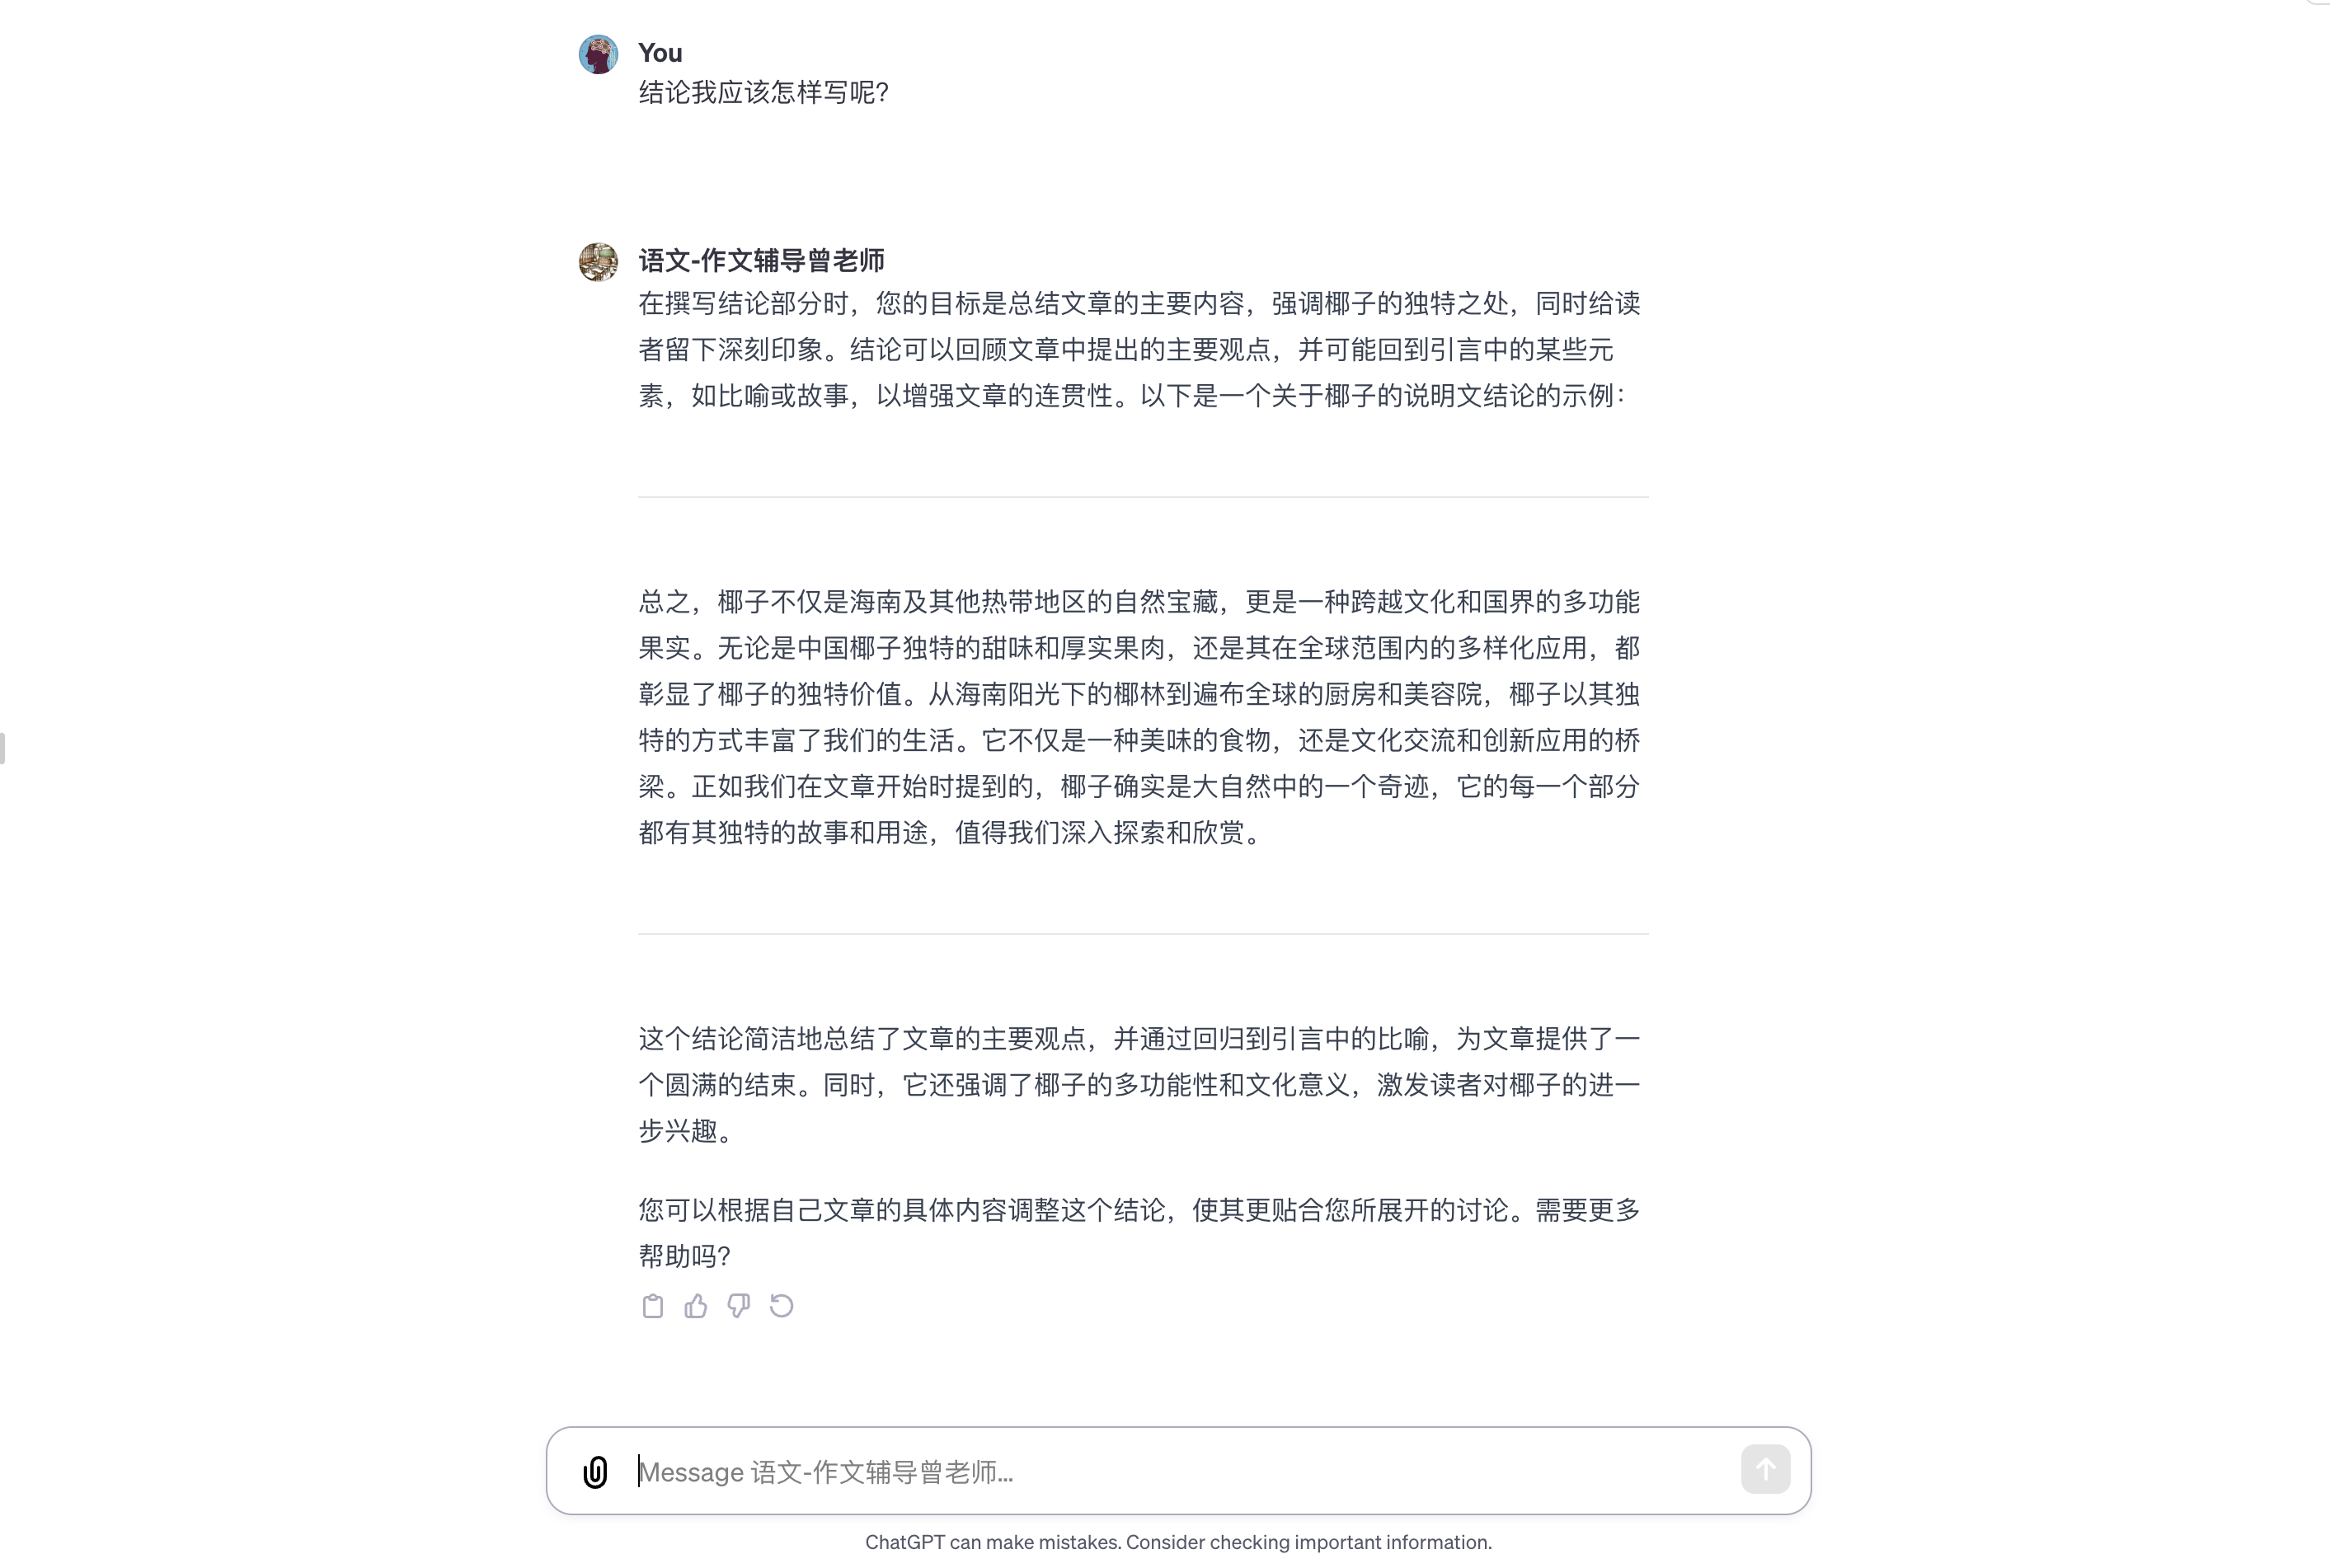 You
结论我应该怎样写呢？
语文-作文辅导曾老师
在撰写结论部分时，您的目标是总结文章的主要内容，强调椰子的独特之处，同时给读
者留下深刻印象。结论可以回顾文章中提出的主要观点，并可能回到引言中的某些元
素，如比喻或故事，以增强文章的连贯性。以下是一个关于椰子的说明文结论的示例：
总之，椰子不仅是海南及其他热带地区的自然宝藏，更是一种跨越文化和国界的多功能
果实。无论是中国椰子独特的甜味和厚实果肉，还是其在全球范围内的多样化应用，都
彰显了椰子的独特价值。从海南阳光下的椰林到遍布全球的厨房和美容院，椰子以其独
特的方式丰富了我们的生活。它不仅是一种美味的食物，还是文化交流和创新应用的桥
梁。正如我们在文章开始时提到的，椰子确实是大自然中的一个奇迹，它的每一个部分
都有其独特的故事和用途，值得我们深入探索和欣赏。
这个结论简洁地总结了文章的主要观点，并通过回归到引言中的比喻，为文章提供了一
个圆满的结束。同时，它还强调了椰子的多功能性和文化意义，激发读者对椰子的进一
步兴趣。
您可以根据自己文章的具体内容调整这个结论，使其更贴合您所展开的讨论。需要更多
帮助吗？
Message 语文-作文辅导曾老师...
ChatGPT can make mistakes. Consider checking important information.